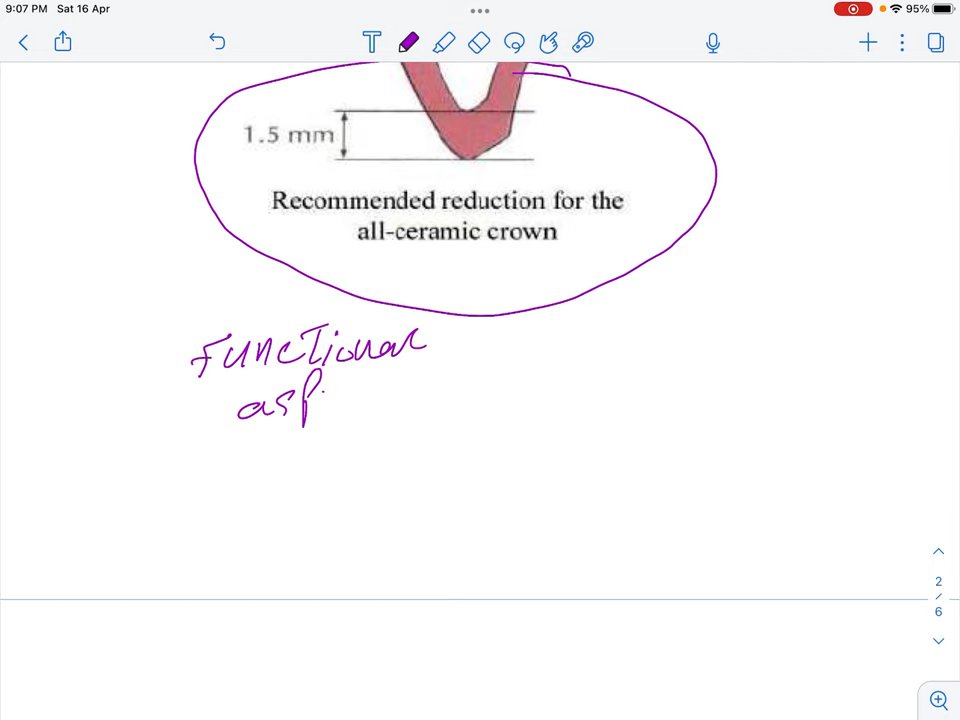 9:07 PM Sat 16 Apr
95%
T
1.5 mm
Recommended reduction for the
all-ceramic crown
Functional
asp
2
/
6